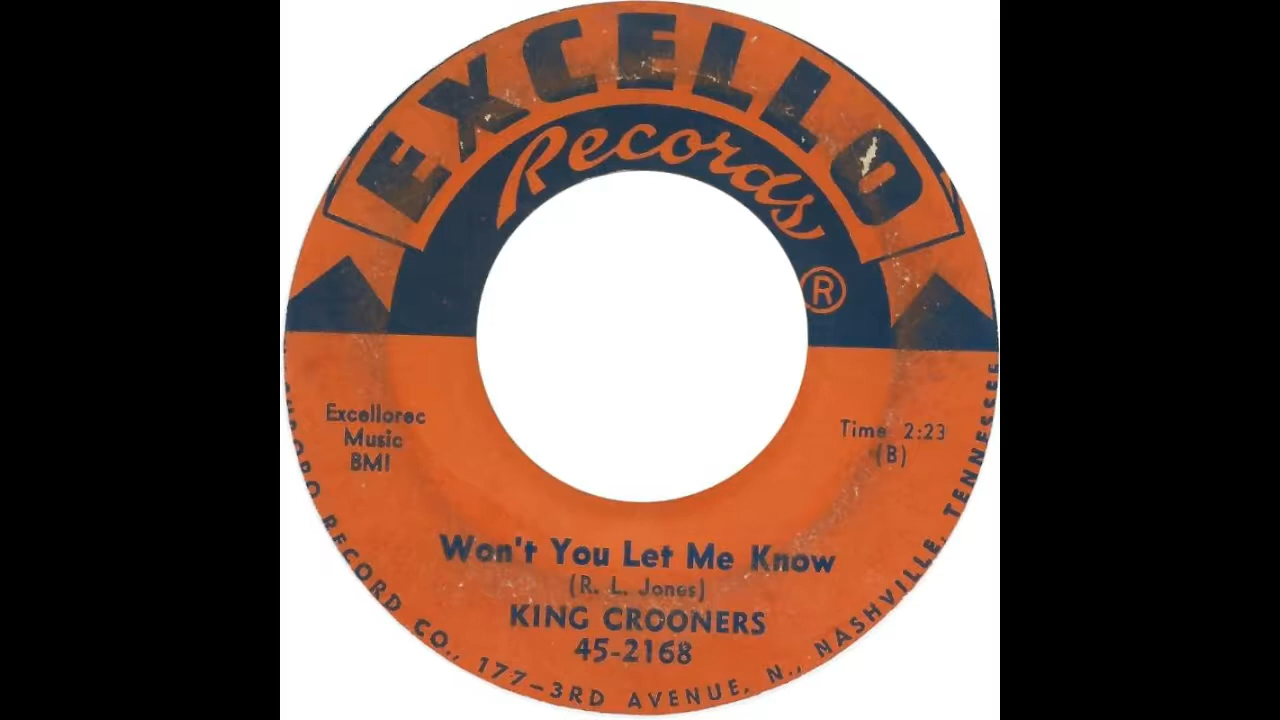 EXCELLO
Records
®
Excellorec
Music
BMI
Time 2:23
(B)
Won't You Let Me Know
(R. L. Jones)
KING CROONERS
45-2168
RECORD CO., 177-3RD AVENUE, N., NASHVILLE, TENNESSEE